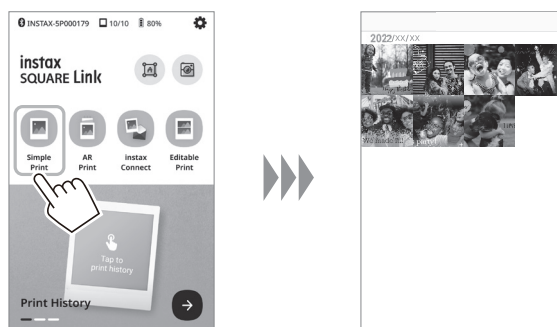 INSTAX-5P000179 10/10 80%
instax
SQUARE Link
Simple
Print
AR
Print
instax
Connect
Editable
Print
Tap to
print history
Print History
2022/XX/XX
We made it!
party!